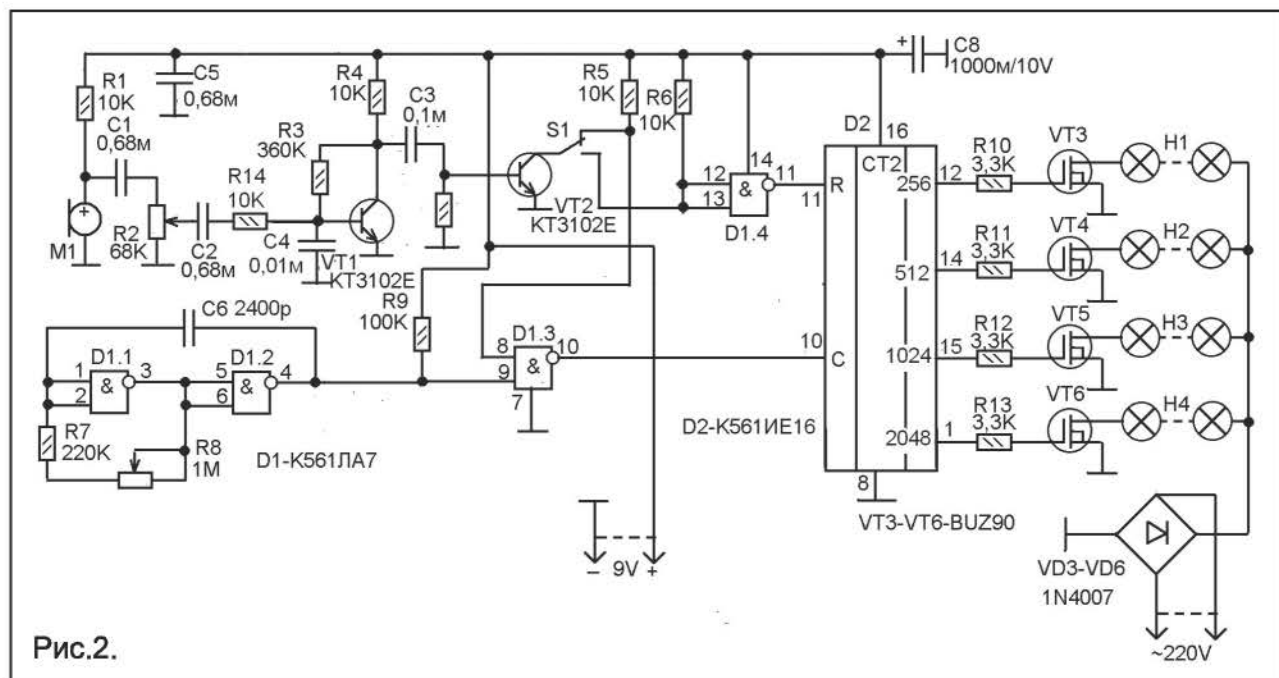 R1
10K
C5
0,68м
C1
0,68м
R4
10K
C3
0,1м
R3
360K
R14
10K
M1
R2
68K
C2
0,68м
C4
0,01м
VT1
КТ3102Е
VT2
КТ3102Е
S1
R5
10K
R6
10K
12
13
14
&
11
D1.4
+
C8
1000м/10V
D2
16
R
11
CT2
10
C
256
512
1024
2048
12
14
15
1
8
R10
3,3K
R11
3,3K
R12
3,3K
R13
3,3K
VT3
VT4
VT5
VT6
H1
H2
H3
H4
C6 2400р
R9
100K
D1.1
1
2
&
3
D1.2
5
6
&
4
D1.3
8
9
&
10
7
R7
220K
R8
1M
D1-К561ЛА7
D2-К561ИЕ16
VT3-VT6-BUZ90
VD3-VD6
1N4007
– 9V +
~220V
Рис.2.